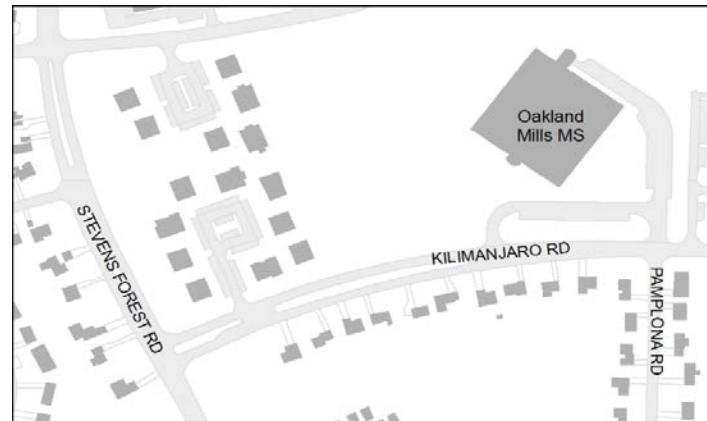 Oakland
Mills MS
STEVENS FOREST RD
KILIMANJARO RD
PAMPLONA RD